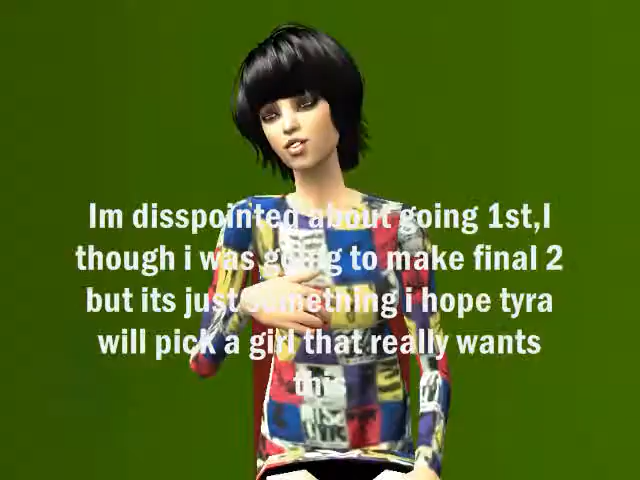 Im disspointed about going 1st,I
though i was going to make final 2
but its just something i hope tyra
will pick a girl that really wants
this